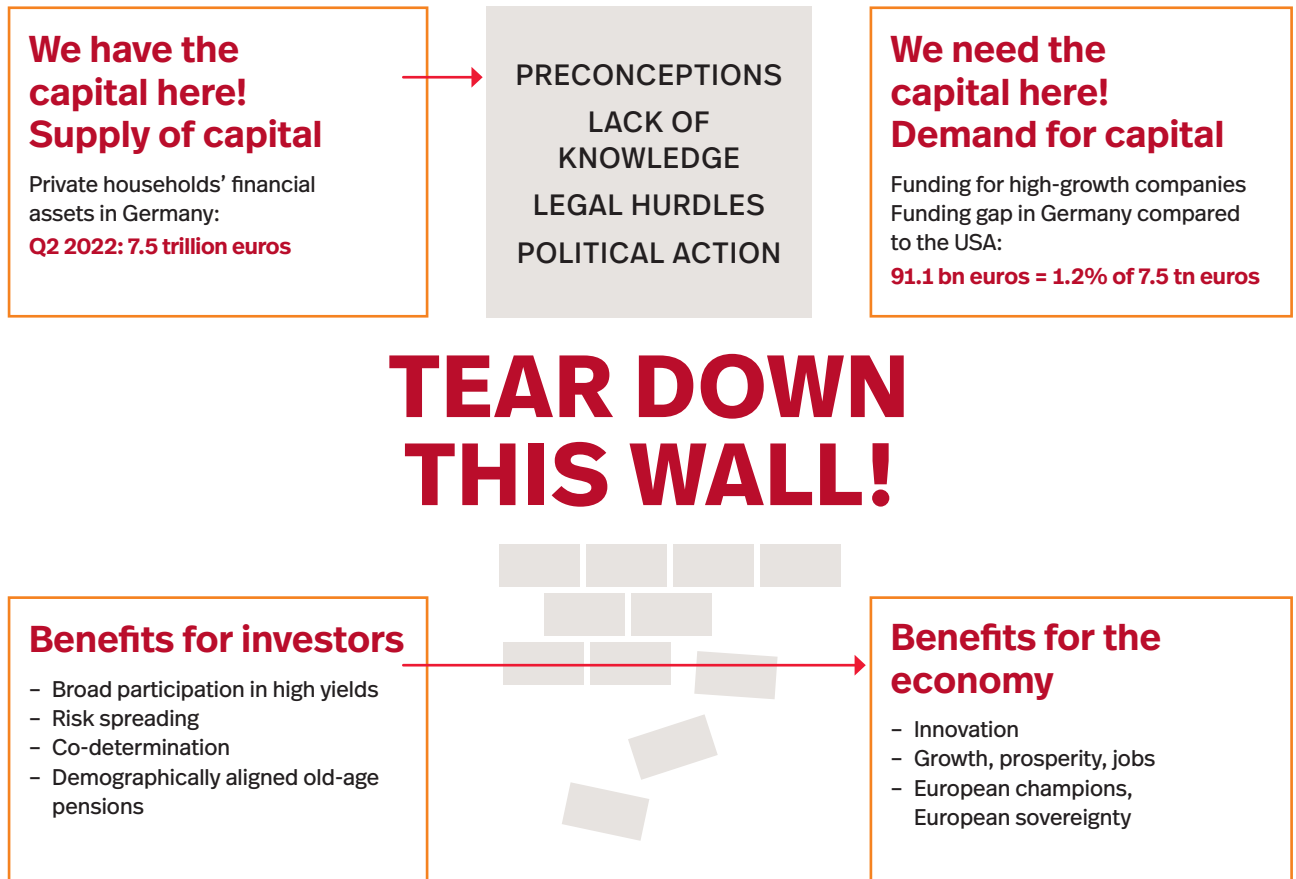 We have the
capital here!
Supply of capital
Private households’ financial
assets in Germany:
Q2 2022: 7.5 trillion euros
PRECONCEPTIONS
LACK OF
KNOWLEDGE
LEGAL HURDLES
POLITICAL ACTION
We need the
capital here!
Demand for capital
Funding for high-growth companies
Funding gap in Germany compared
to the USA:
91.1 bn euros = 1.2% of 7.5 tn euros
TEAR DOWN
THIS WALL!
Benefits for investors
– Broad participation in high yields
– Risk spreading
– Co-determination
– Demographically aligned old-age
pensions
Benefits for the
economy
– Innovation
– Growth, prosperity, jobs
– European champions,
European sovereignty